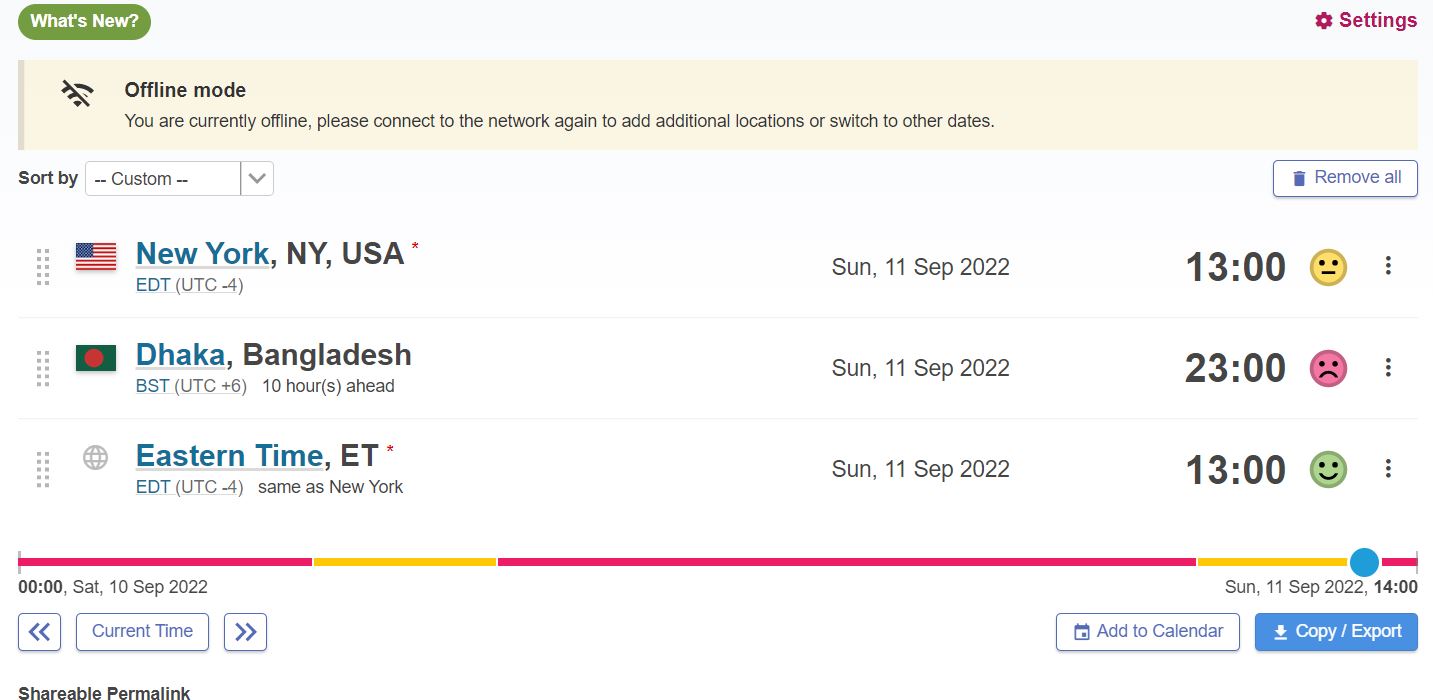 What's New?
Settings
Offline mode
You are currently offline, please connect to the network again to add additional locations or switch to other dates.
Sort by -- Custom --
Remove all
New York, NY, USA *
EDT (UTC -4)
Sun, 11 Sep 2022
13:00
Dhaka, Bangladesh
BST (UTC +6) 10 hour(s) ahead
Sun, 11 Sep 2022
23:00
Eastern Time, ET *
EDT (UTC -4) same as New York
Sun, 11 Sep 2022
13:00
00:00, Sat, 10 Sep 2022
Sun, 11 Sep 2022, 14:00
Current Time
Add to Calendar
Copy / Export
Shareable Permalink